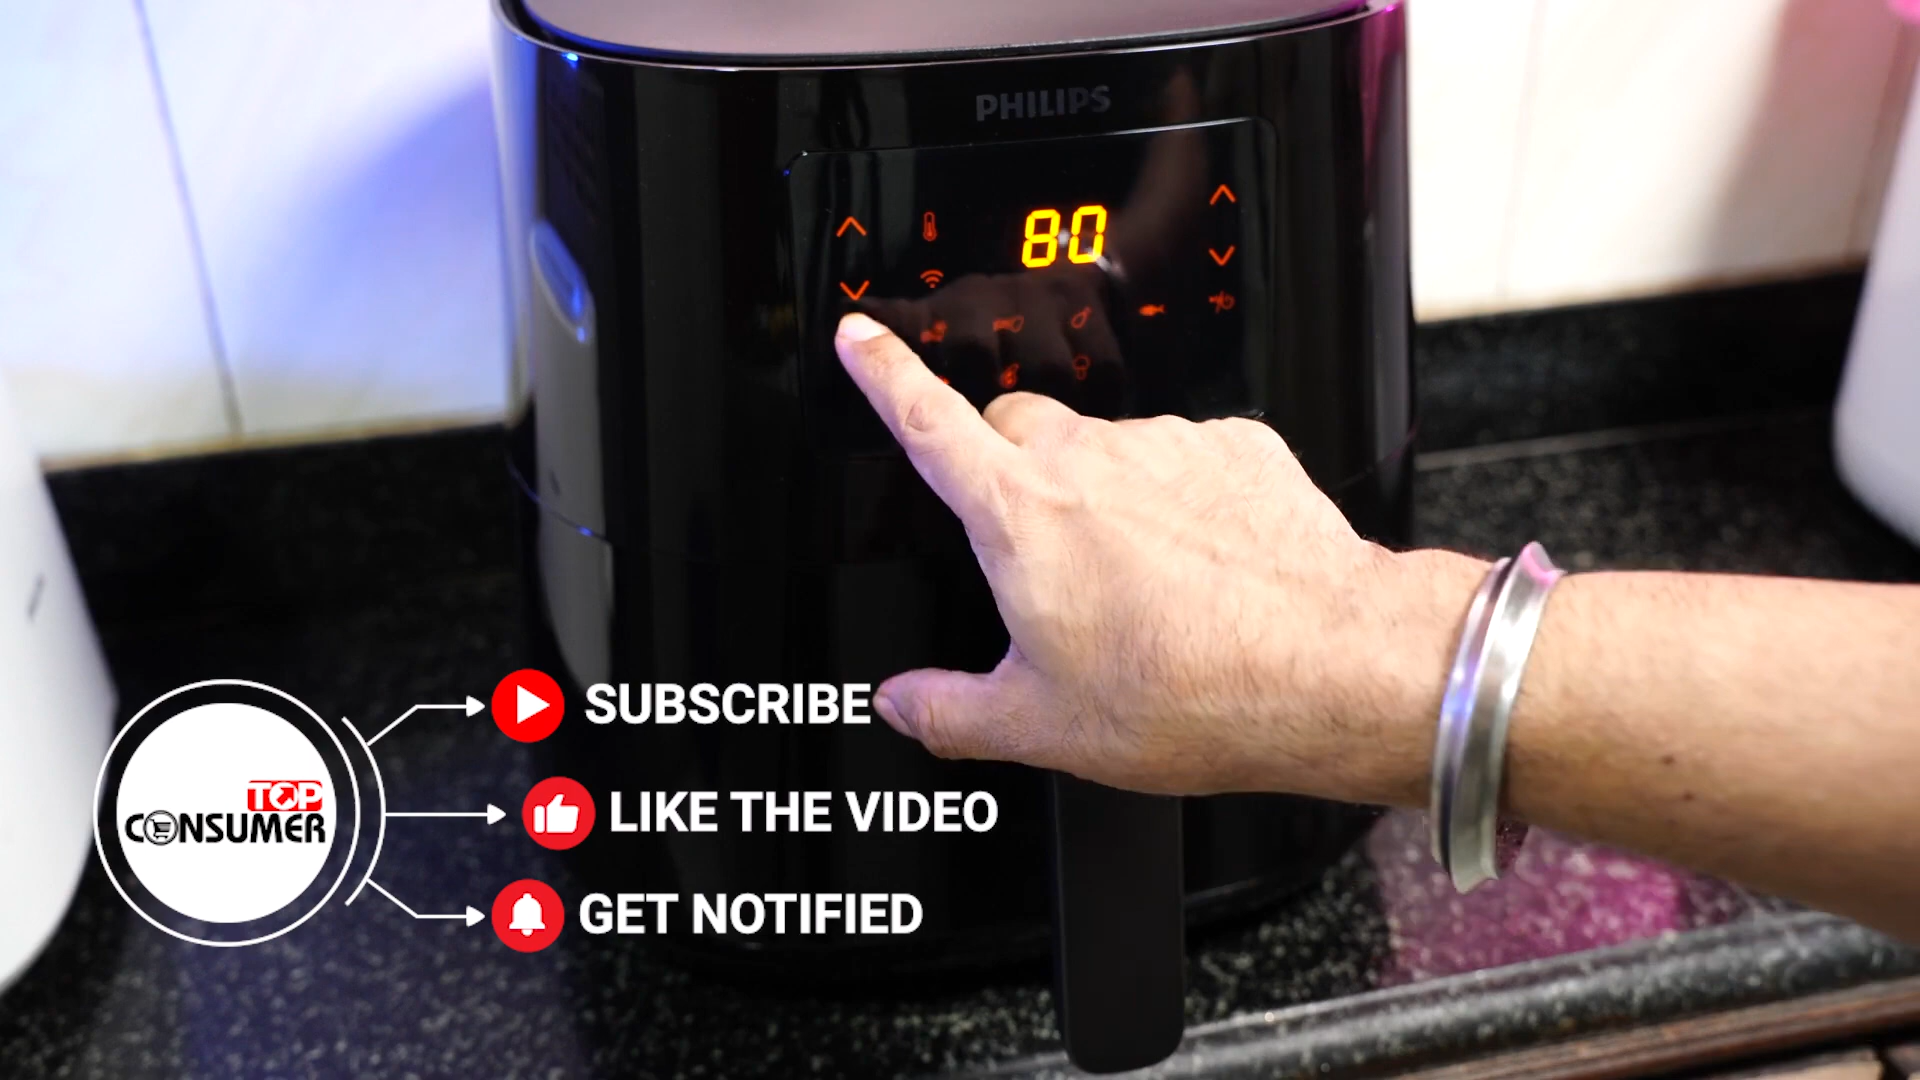 PHILIPS
80
SUBSCRIBE
TOP
CONSUMER
LIKE THE VIDEO
GET NOTIFIED